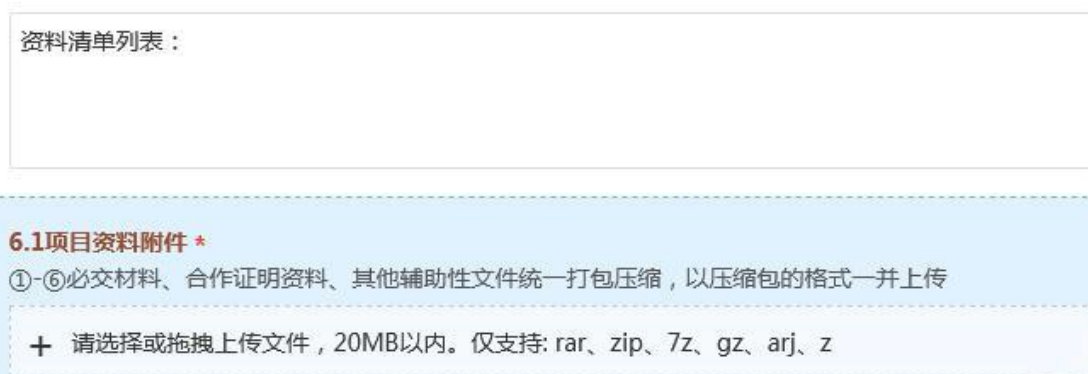 资料清单列表：
6.1项目资料附件 *
①-⑥必交材料、合作证明资料、其他辅助性文件统一打包压缩，以压缩包的格式一并上传
+ 请选择或拖拽上传文件，20MB以内。仅支持: rar、zip、7z、gz、arj、z